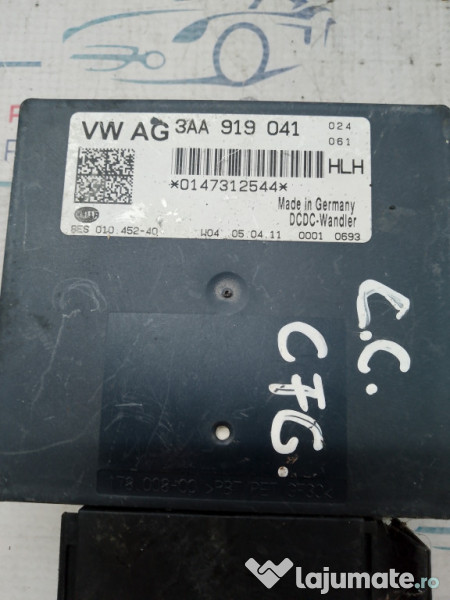 VW AG 3AA 919 041 024
061
HLH
*0147312544*
Made in Germany
DCDC-Wandler
8ES 010.452-40 W04 05.04.11 0001 0693
L.C.
CFG.
lajumate.ro